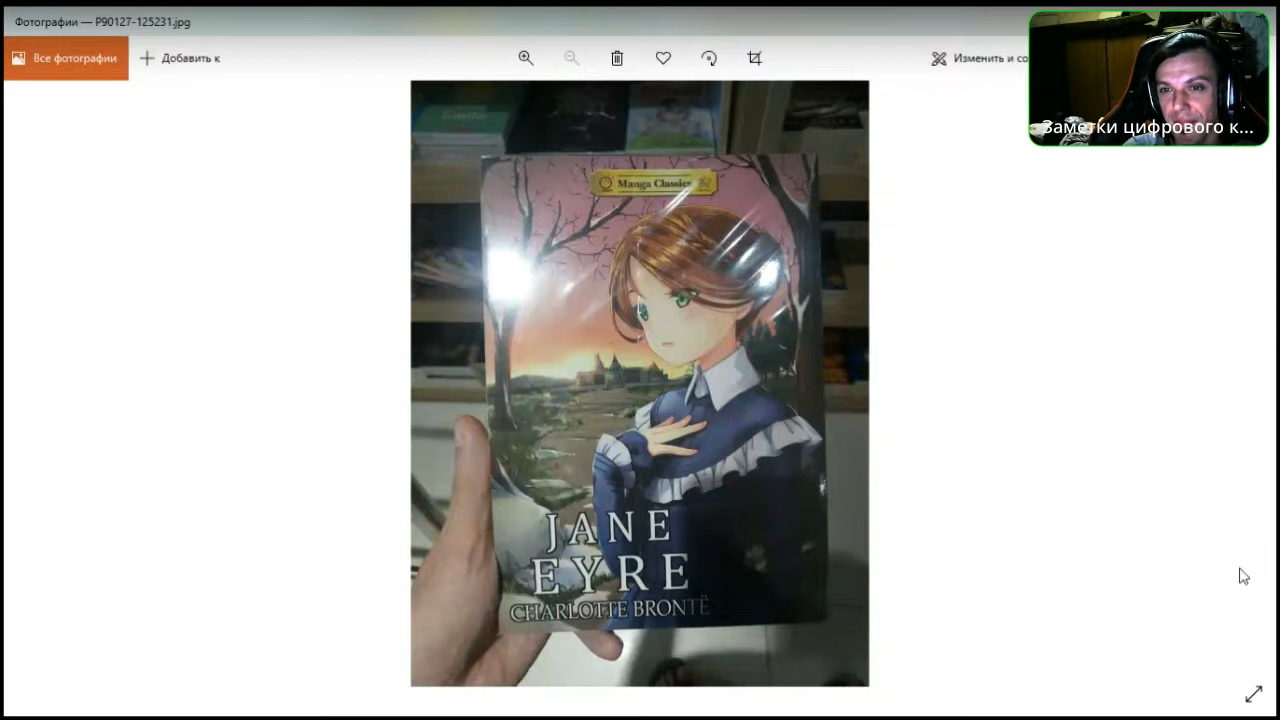 Фотографии — P90127-125231.jpg
Все фотографии
Добавить к
Изменить и со
Заметки цифрового к...
Manga Classics
JANE
EYRE
CHARLOTTE BRONTË